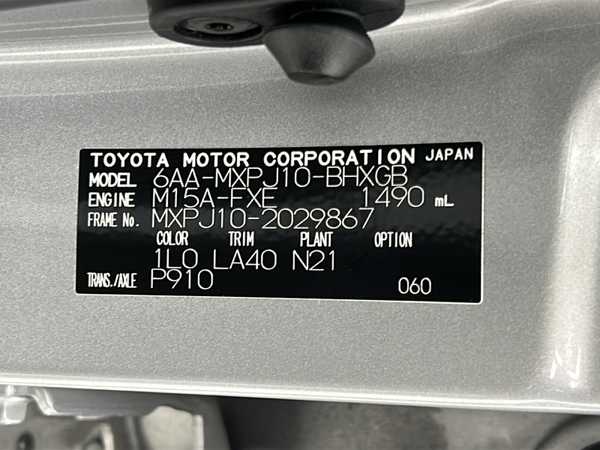 TOYOTA MOTOR CORPORATION JAPAN
MODEL 6AA-MXPJ10-BHXGB
ENGINE M15A-FXE 1490 mL
FRAME No. MXPJ10-2029867
COLOR TRIM PLANT OPTION
1L0 LA40 N21
TRANS./AXLE P910 060